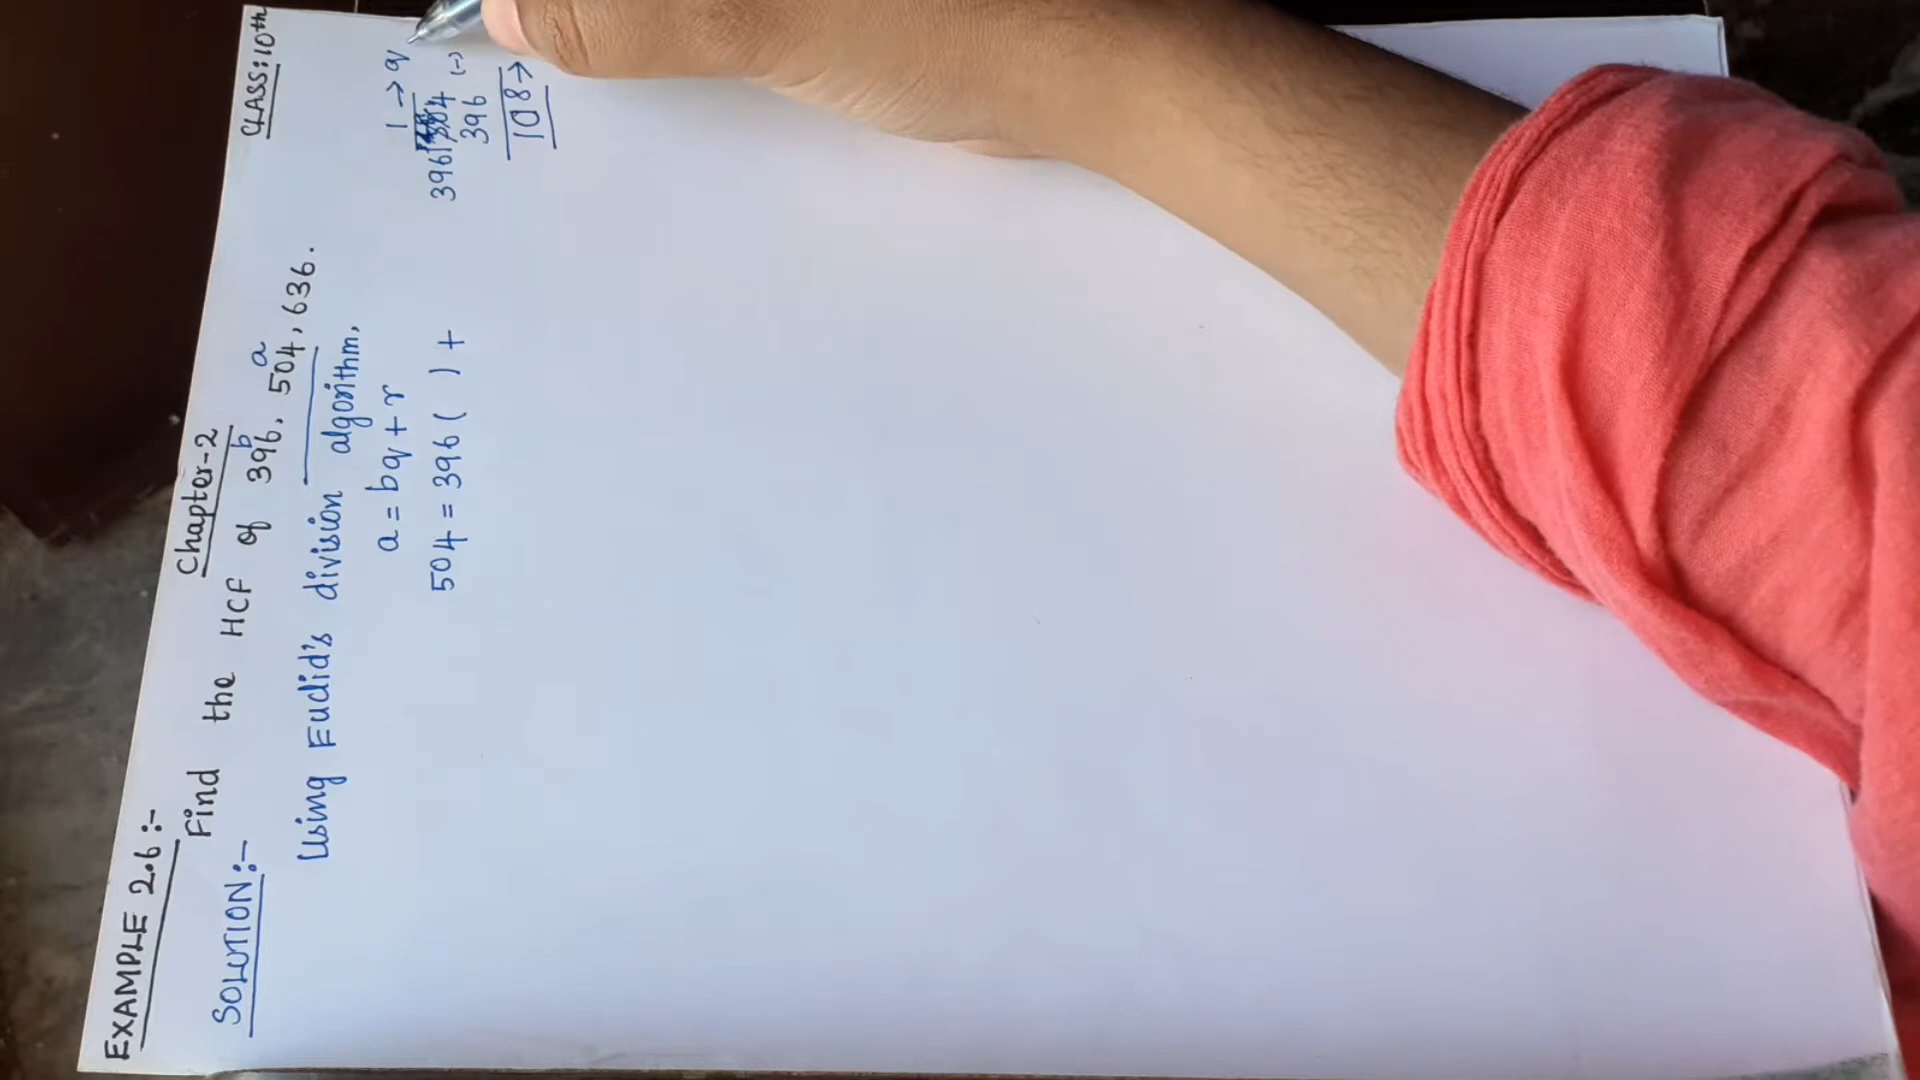 CLASS: 10th
Chapter-2
EXAMPLE 2.6:-
Find the HCF of 396, 504, 636.
b a
SOLUTION:-
Using Euclid's division algorithm,
a = bq + r
504 = 396 ( ) +
1 → q
396 504 (-)
396
108 →